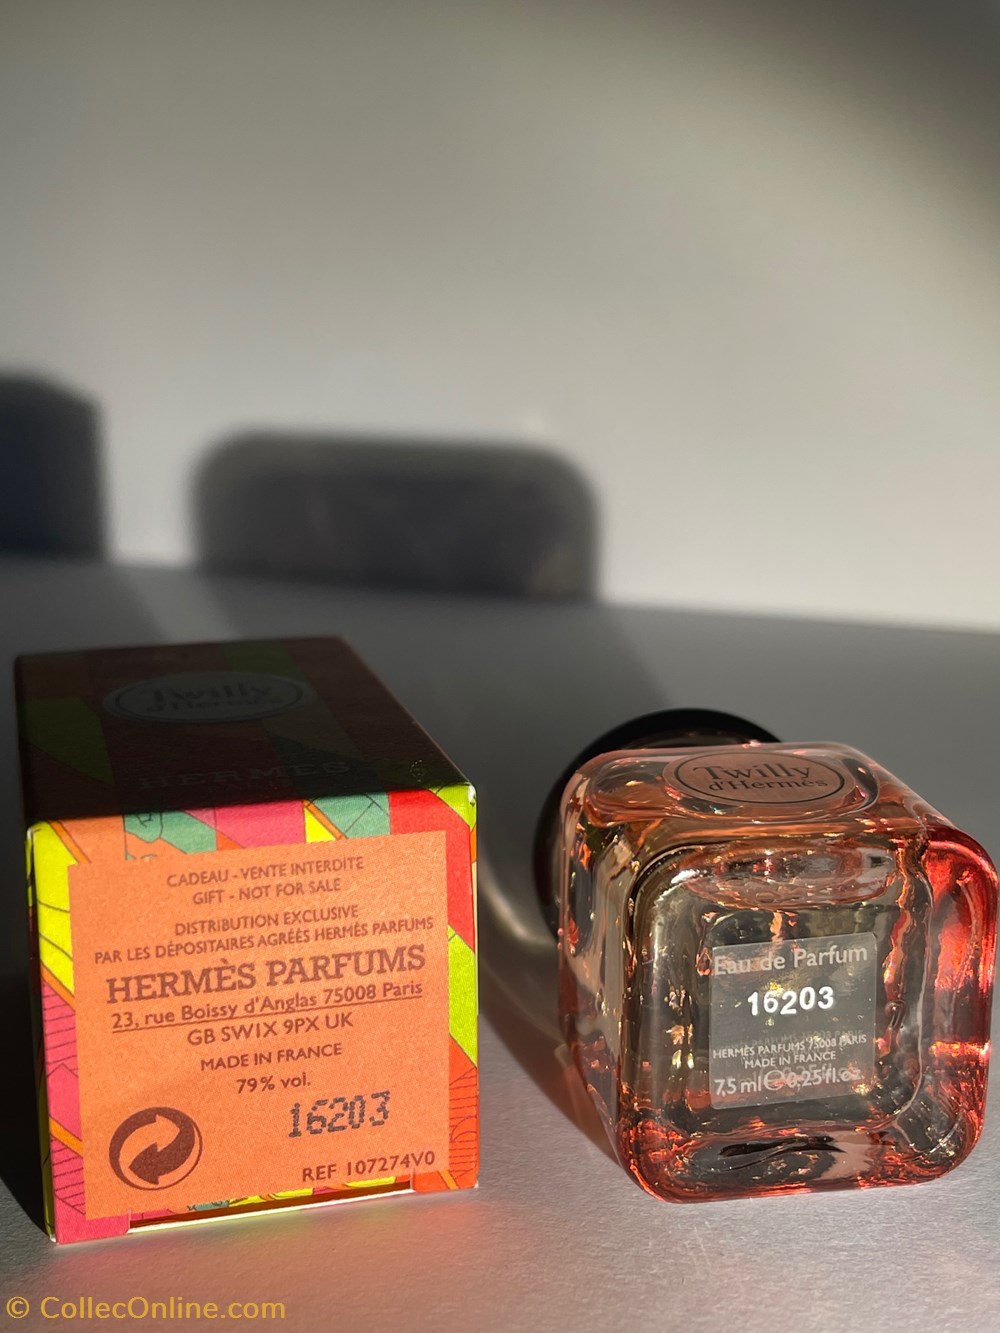 Twilly
d'Hermès
HERMÈS
CADEAU - VENTE INTERDITE
GIFT - NOT FOR SALE
DISTRIBUTION EXCLUSIVE
PAR LES DÉPOSITAIRES AGRÉÉS HERMÈS PARFUMS
HERMÈS PARFUMS
23, rue Boissy d'Anglas 75008 Paris
GB SW1X 9PX UK
MADE IN FRANCE
79% vol.
16203
REF 107274V0
Twilly
d'Hermès
Eau de Parfum
16203
HERMÈS PARFUMS 75008 PARIS
MADE IN FRANCE
7,5 ml e 0,25 fl.oz.
© CollecOnline.com